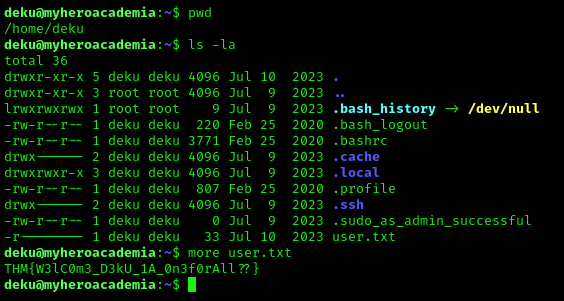 deku@myheroacademia:~$ pwd
/home/deku
deku@myheroacademia:~$ ls -la
total 36
drwxr-xr-x 5 deku deku 4096 Jul 10  2023 .
drwxr-xr-x 3 root root 4096 Jul  9  2023 ..
lrwxrwxrwx 1 root root    9 Jul  9  2023 .bash_history -> /dev/null
-rw-r--r-- 1 deku deku  220 Feb 25  2020 .bash_logout
-rw-r--r-- 1 deku deku 3771 Feb 25  2020 .bashrc
drwx------ 2 deku deku 4096 Jul  9  2023 .cache
drwxrwxr-x 3 deku deku 4096 Jul  9  2023 .local
-rw-r--r-- 1 deku deku  807 Feb 25  2020 .profile
drwx------ 2 deku deku 4096 Jul  9  2023 .ssh
-rw-r--r-- 1 deku deku    0 Jul  9  2023 .sudo_as_admin_successful
-r-------- 1 deku deku   33 Jul 10  2023 user.txt
deku@myheroacademia:~$ more user.txt
THM{W3lC0m3_D3kU_1A_0n3f0rAll??}
deku@myheroacademia:~$